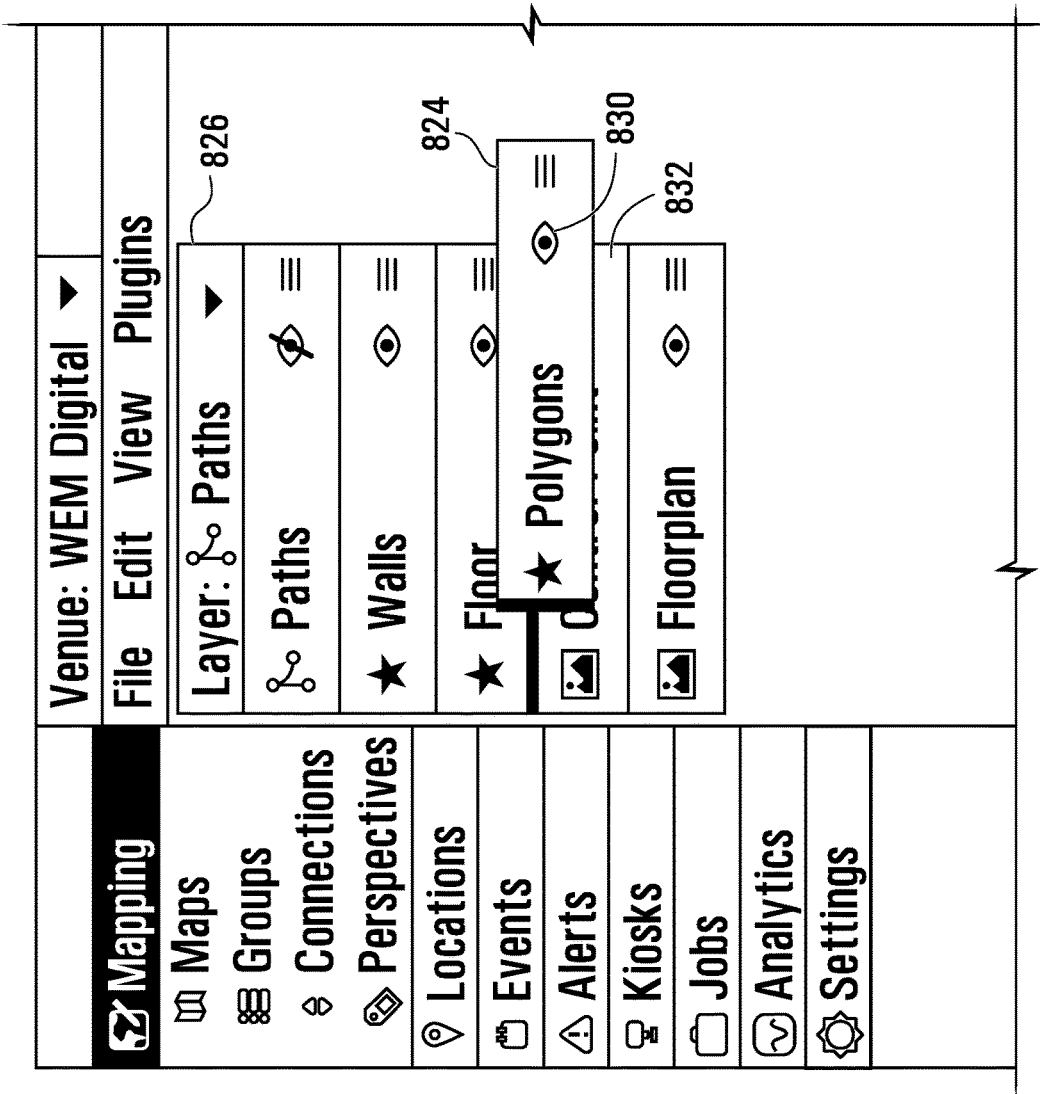 Venue: WEM Digital
File Edit View Plugins
Mapping
Maps
Groups
Connections
Perspectives
Locations
Events
Alerts
Kiosks
Jobs
Analytics
Settings
Layer: Paths
Paths
Walls
Floor
Polygons
Floorplan
826
824
830
832